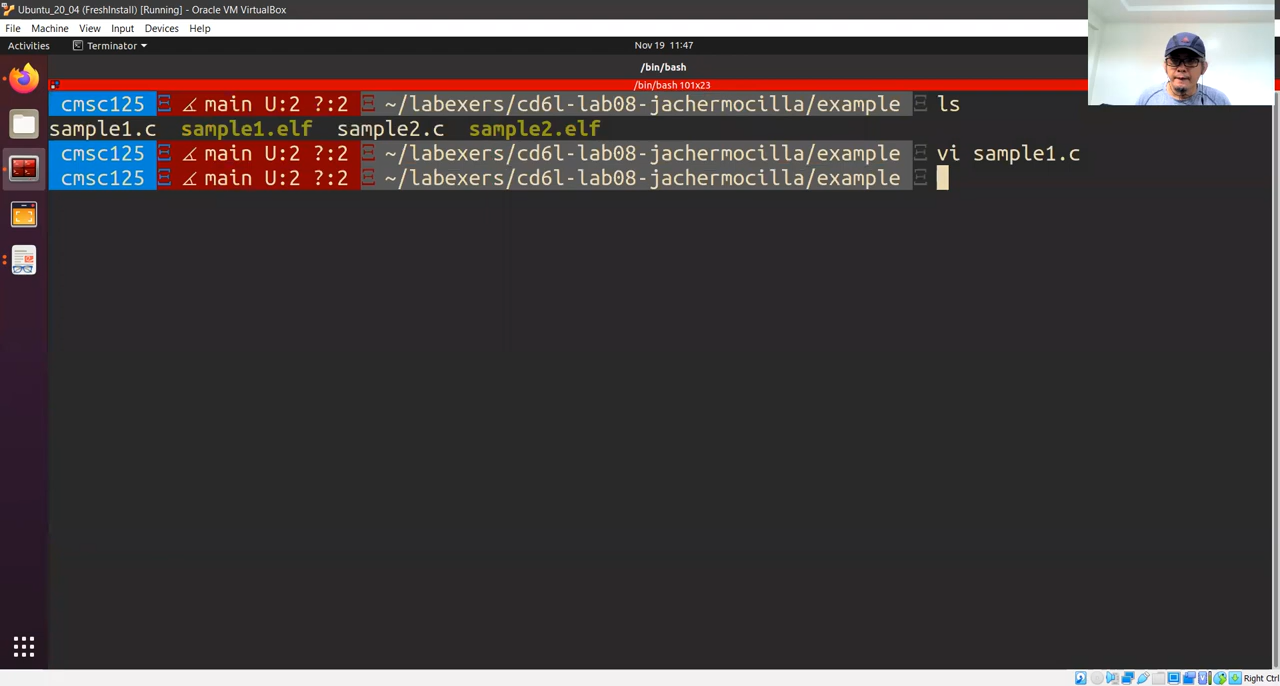 Ubuntu_20_04 (FreshInstall) [Running] - Oracle VM VirtualBox
File Machine View Input Devices Help
Activities Terminator Nov 19 11:47
/bin/bash
/bin/bash 101x23
cmsc125 ∠ main U:2 ?:2 ~/labexers/cd6l-lab08-jachermocilla/example ls
sample1.c sample1.elf sample2.c sample2.elf
cmsc125 ∠ main U:2 ?:2 ~/labexers/cd6l-lab08-jachermocilla/example vi sample1.c
cmsc125 ∠ main U:2 ?:2 ~/labexers/cd6l-lab08-jachermocilla/example
Right Ctrl